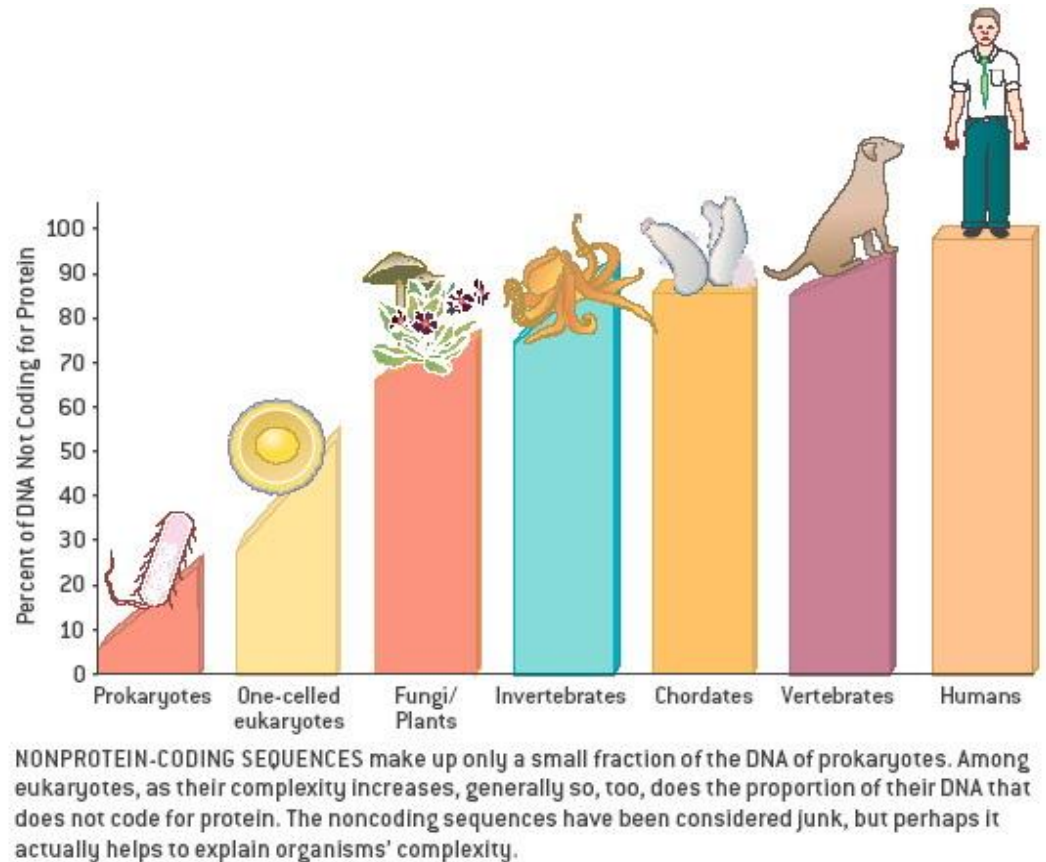 Percent of DNA Not Coding for Protein
100
90
80
70
60
50
40
30
20
10
0
Prokaryotes
One-celled
eukaryotes
Fungi/
Plants
Invertebrates
Chordates
Vertebrates
Humans
NONPROTEIN-CODING SEQUENCES make up only a small fraction of the DNA of prokaryotes. Among
eukaryotes, as their complexity increases, generally so, too, does the proportion of their DNA that
does not code for protein. The noncoding sequences have been considered junk, but perhaps it
actually helps to explain organisms' complexity.